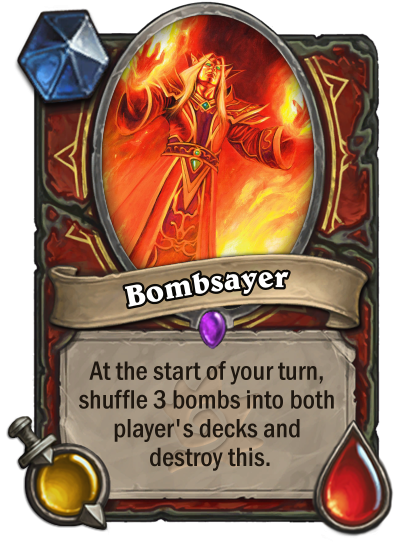 Bombsayer
At the start of your turn,
shuffle 3 bombs into both
player's decks and
destroy this.